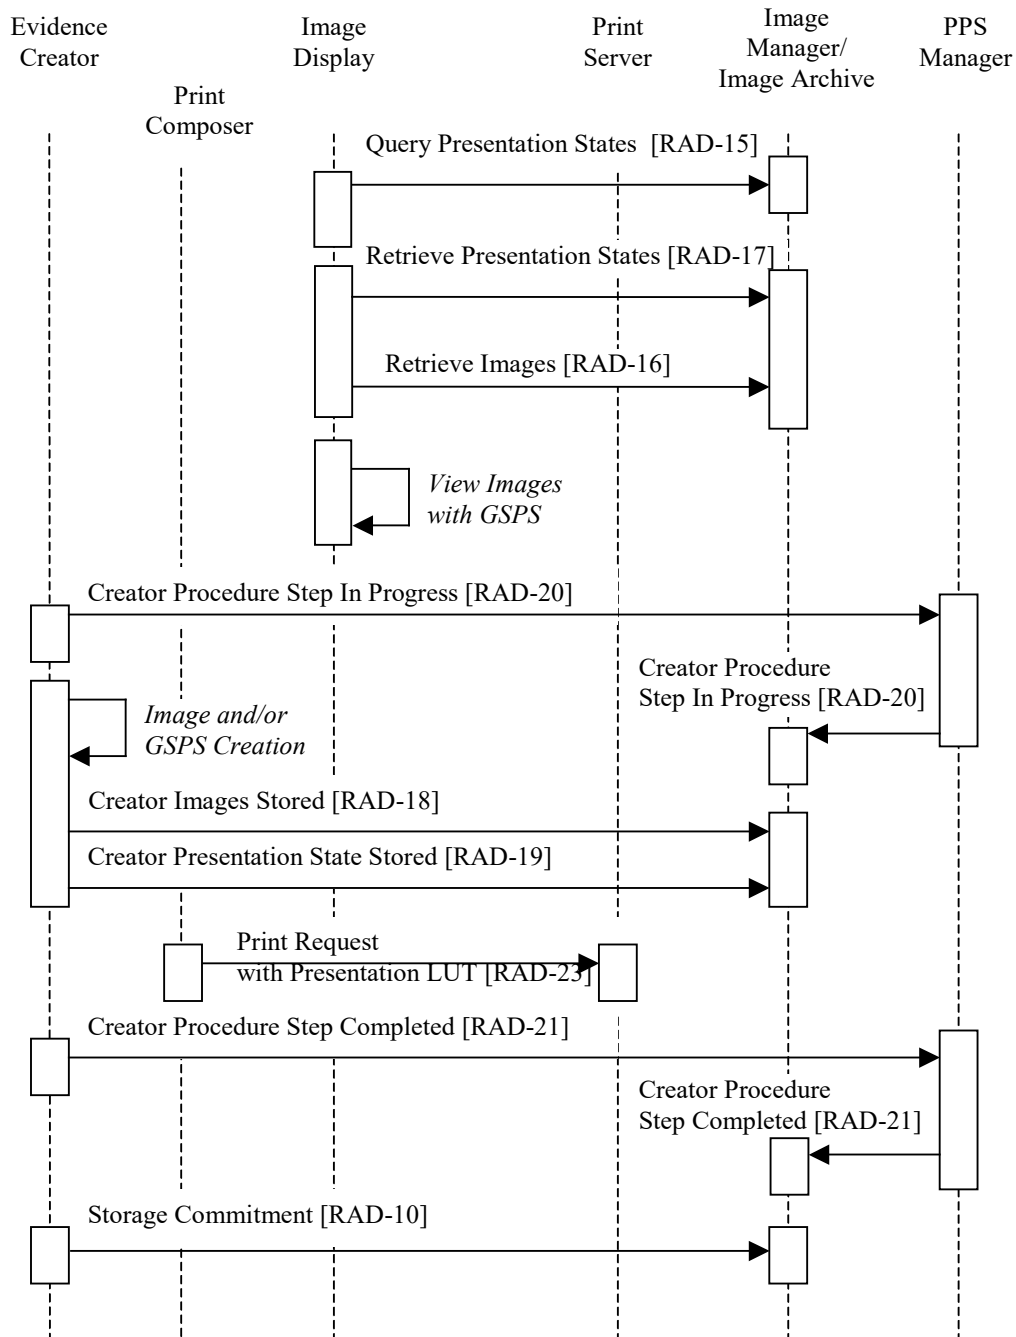 Evidence
Creator
Image
Display
Print
Server
Image
Manager/
Image Archive
PPS
Manager
Print
Composer
Query Presentation States [RAD-15]
Retrieve Presentation States [RAD-17]
Retrieve Images [RAD-16]
View Images
with GSPS
Creator Procedure Step In Progress [RAD-20]
Creator Procedure
Step In Progress [RAD-20]
Image and/or
GSPS Creation
Creator Images Stored [RAD-18]
Creator Presentation State Stored [RAD-19]
Print Request
with Presentation LUT [RAD-23]
Creator Procedure Step Completed [RAD-21]
Creator Procedure
Step Completed [RAD-21]
Storage Commitment [RAD-10]